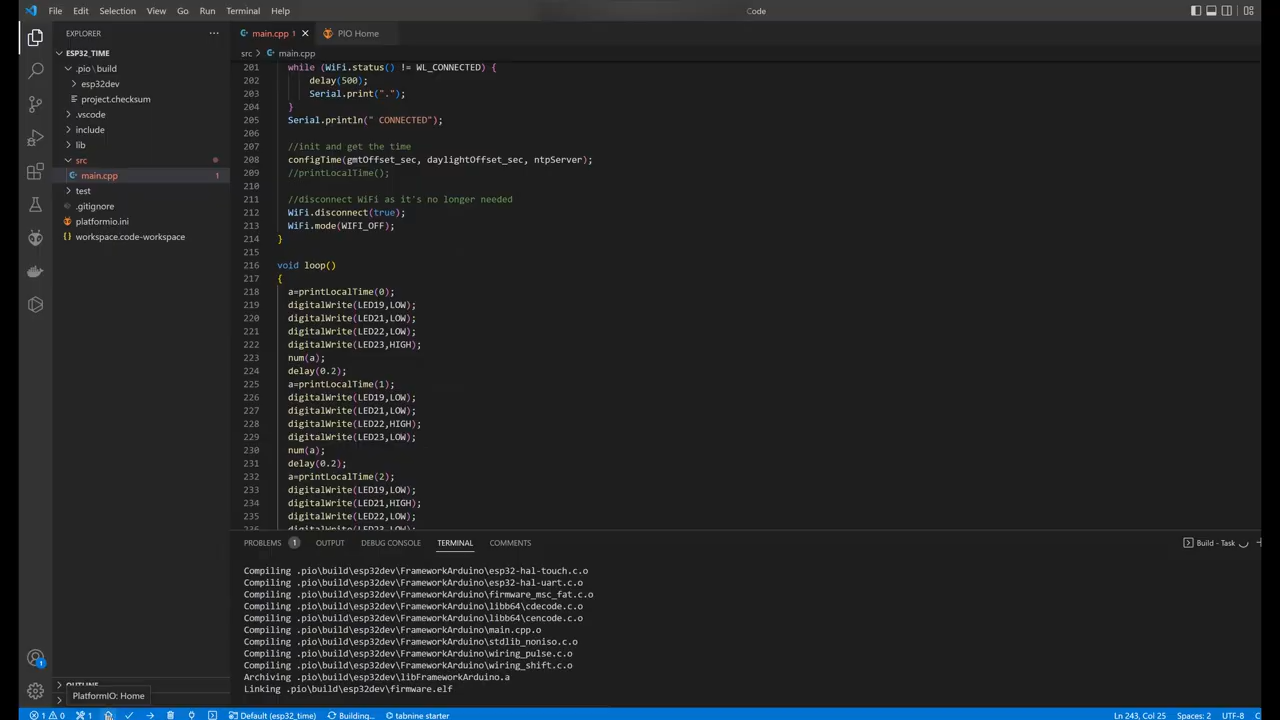 File Edit Selection View Go Run Terminal Help
Code
EXPLORER
ESP32_TIME
.pio\build
esp32dev
project.checksum
.vscode
include
lib
src
main.cpp 1
test
.gitignore
platformio.ini
workspace.code-workspace
OUTLINE
PlatformIO: Home
main.cpp 1
PIO Home
src > main.cpp
201 while (WiFi.status() != WL_CONNECTED) {
202 delay(500);
203 Serial.print(".");
204 }
205 Serial.println(" CONNECTED");
206
207 //init and get the time
208 configTime(gmtOffset_sec, daylightOffset_sec, ntpServer);
209 //printLocalTime();
210
211 //disconnect WiFi as it's no longer needed
212 WiFi.disconnect(true);
213 WiFi.mode(WIFI_OFF);
214 }
215
216 void loop()
217 {
218 a=printLocalTime(0);
219 digitalWrite(LED19,LOW);
220 digitalWrite(LED21,LOW);
221 digitalWrite(LED22,LOW);
222 digitalWrite(LED23,HIGH);
223 num(a);
224 delay(0.2);
225 a=printLocalTime(1);
226 digitalWrite(LED19,LOW);
227 digitalWrite(LED21,LOW);
228 digitalWrite(LED22,HIGH);
229 digitalWrite(LED23,LOW);
230 num(a);
231 delay(0.2);
232 a=printLocalTime(2);
233 digitalWrite(LED19,LOW);
234 digitalWrite(LED21,HIGH);
235 digitalWrite(LED22,LOW);
236 digitalWrite(LED23,LOW);
PROBLEMS 1 OUTPUT DEBUG CONSOLE TERMINAL COMMENTS
Build - Task
Compiling .pio\build\esp32dev\FrameworkArduino\esp32-hal-touch.c.o
Compiling .pio\build\esp32dev\FrameworkArduino\esp32-hal-uart.c.o
Compiling .pio\build\esp32dev\FrameworkArduino\firmware_msc_fat.c.o
Compiling .pio\build\esp32dev\FrameworkArduino\libb64\cdecode.c.o
Compiling .pio\build\esp32dev\FrameworkArduino\libb64\cencode.c.o
Compiling .pio\build\esp32dev\FrameworkArduino\main.cpp.o
Compiling .pio\build\esp32dev\FrameworkArduino\stdlib_noniso.c.o
Compiling .pio\build\esp32dev\FrameworkArduino\wiring_pulse.c.o
Compiling .pio\build\esp32dev\FrameworkArduino\wiring_shift.c.o
Archiving .pio\build\esp32dev\libFrameworkArduino.a
Linking .pio\build\esp32dev\firmware.elf
1 0 1 Default (esp32_time) Building... tabnine starter
Ln 243, Col 25 Spaces: 2 UTF-8